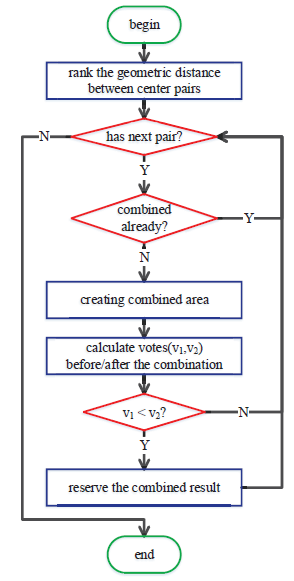 begin
rank the geometric distance
between center pairs
N
has next pair?
Y
combined
already?
Y
N
creating combined area
calculate votes(v₁,v₂)
before/after the combination
v₁ < v₂?
N
Y
reserve the combined result
end